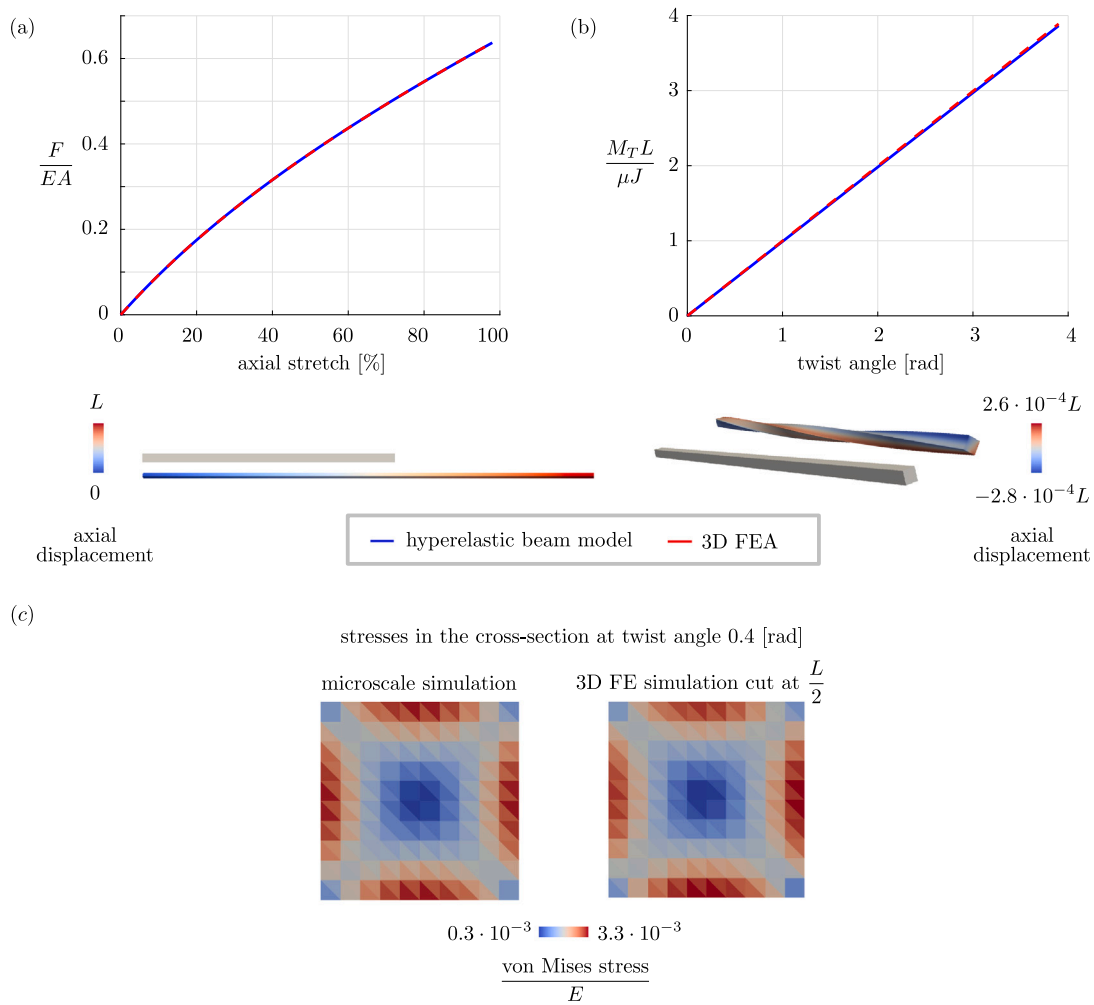 (a)
0.6
0.4
0.2
0
F
EA
0 20 40 60 80 100
axial stretch [%]
(b)
4
3
2
1
0
M_T L
μJ
0 1 2 3 4
twist angle [rad]
L
0
axial
displacement
2.6 · 10⁻⁴L
−2.8 · 10⁻⁴L
axial
displacement
hyperelastic beam model 3D FEA
(c)
stresses in the cross-section at twist angle 0.4 [rad]
microscale simulation
3D FE simulation cut at L/2
0.3 · 10⁻³ 3.3 · 10⁻³
von Mises stress
E